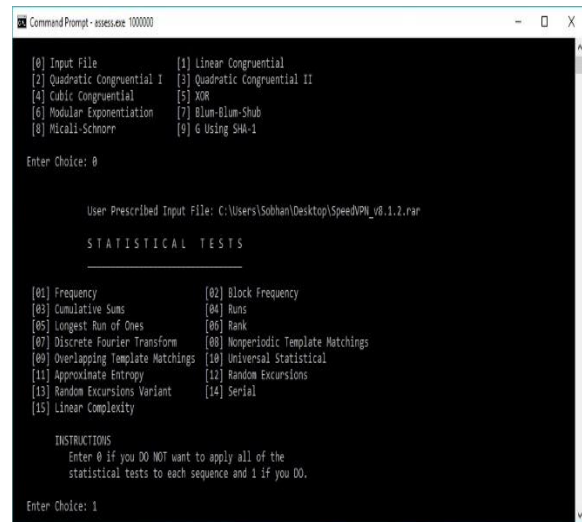 Command Prompt - assess.exe 1000000
[0] Input File [1] Linear Congruential
[2] Quadratic Congruential I [3] Quadratic Congruential II
[4] Cubic Congruential [5] XOR
[6] Modular Exponentiation [7] Blum-Blum-Shub
[8] Micali-Schnorr [9] G Using SHA-1
Enter Choice: 0
User Prescribed Input File: C:\Users\Sobhan\Desktop\SpeedVPN_v8.1.2.rar
S T A T I S T I C A L   T E S T S
[01] Frequency [02] Block Frequency
[03] Cumulative Sums [04] Runs
[05] Longest Run of Ones [06] Rank
[07] Discrete Fourier Transform [08] Nonperiodic Template Matchings
[09] Overlapping Template Matchings [10] Universal Statistical
[11] Approximate Entropy [12] Random Excursions
[13] Random Excursions Variant [14] Serial
[15] Linear Complexity
INSTRUCTIONS
Enter 0 if you DO NOT want to apply all of the
statistical tests to each sequence and 1 if you DO.
Enter Choice: 1